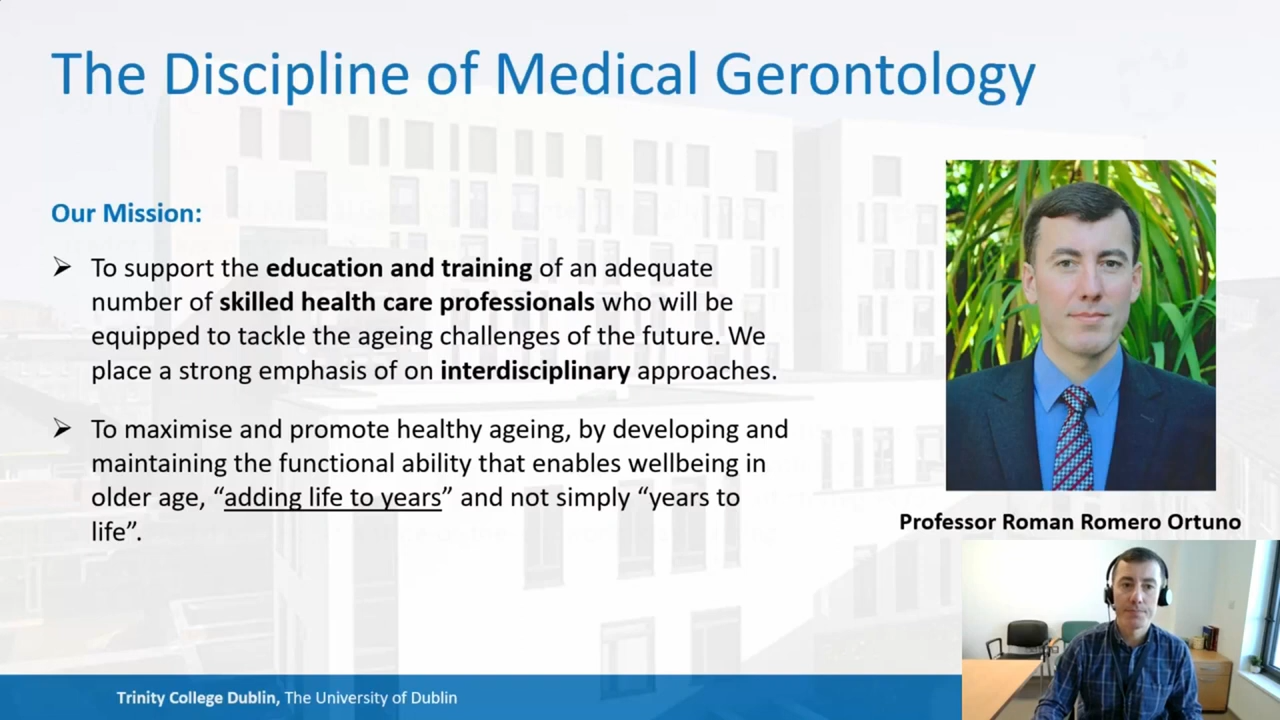 The Discipline of Medical Gerontology
Our Mission:
To support the education and training of an adequate
number of skilled health care professionals who will be
equipped to tackle the ageing challenges of the future. We
place a strong emphasis of on interdisciplinary approaches.
To maximise and promote healthy ageing, by developing and
maintaining the functional ability that enables wellbeing in
older age, “adding life to years” and not simply “years to
life”.
Professor Roman Romero Ortuno
Trinity College Dublin, The University of Dublin